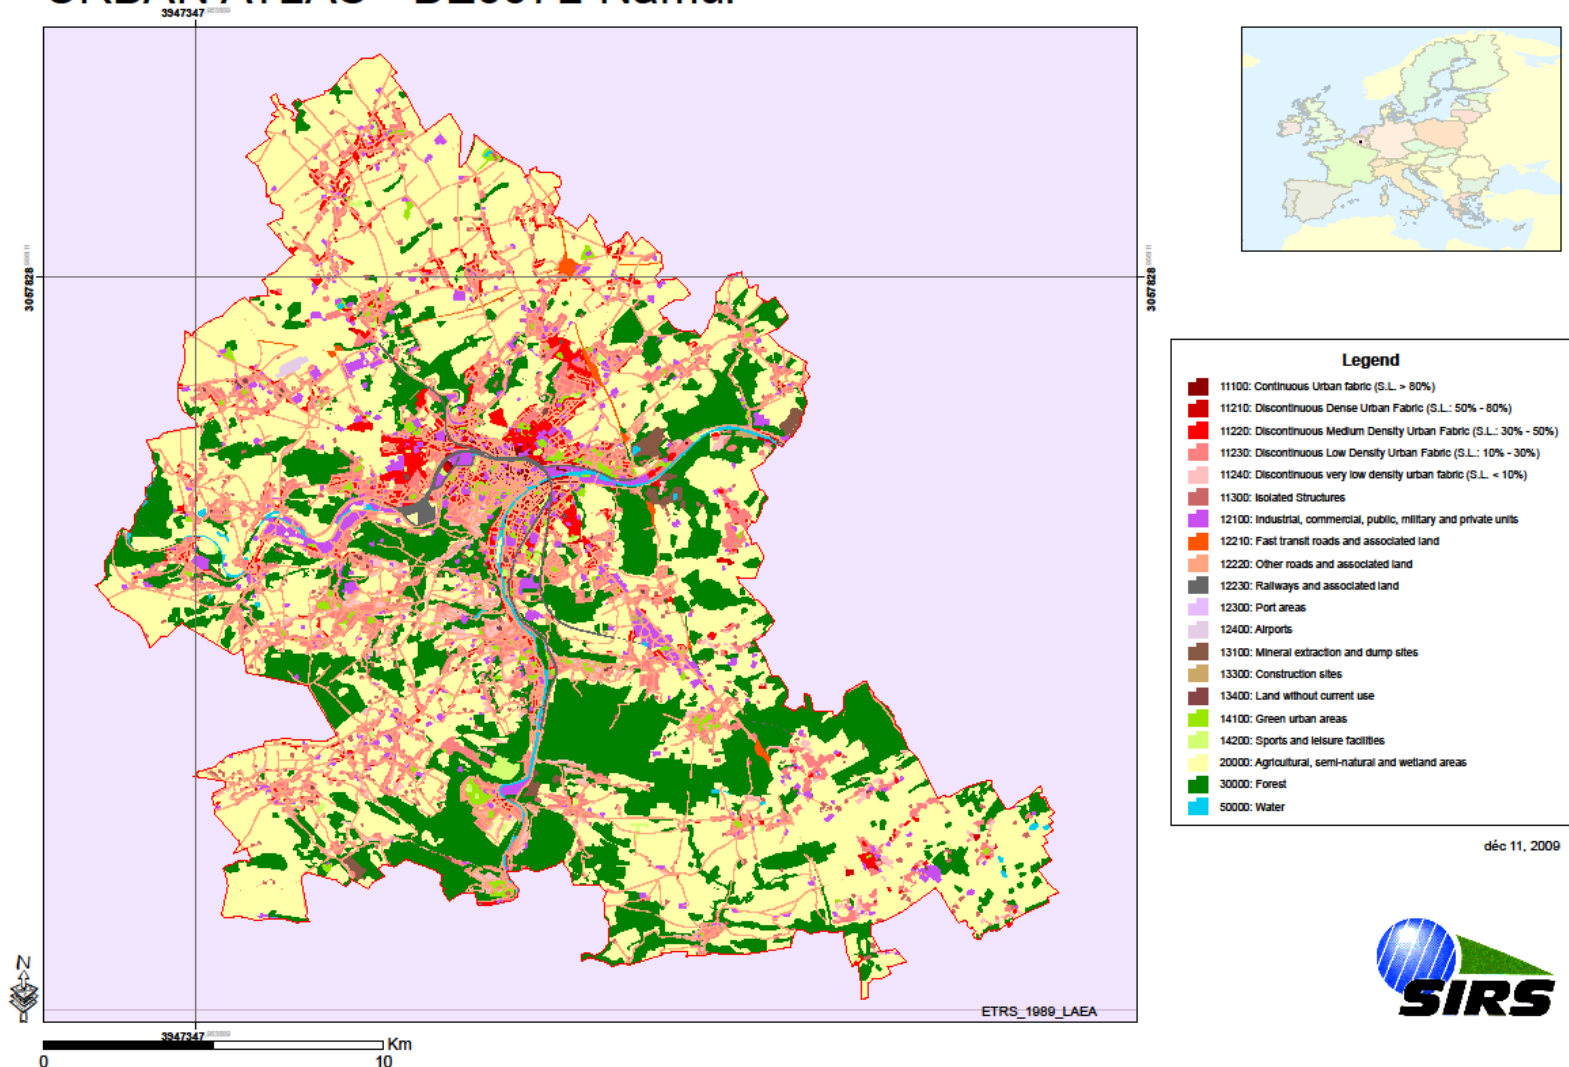 3947347
3057828
3057828
Legend
11100: Continuous Urban fabric (S.L. > 80%)
11210: Discontinuous Dense Urban Fabric (S.L.: 50% - 80%)
11220: Discontinuous Medium Density Urban Fabric (S.L.: 30% - 50%)
11230: Discontinuous Low Density Urban Fabric (S.L.: 10% - 30%)
11240: Discontinuous very low density urban fabric (S.L. < 10%)
11300: Isolated Structures
12100: Industrial, commercial, public, military and private units
12210: Fast transit roads and associated land
12220: Other roads and associated land
12230: Railways and associated land
12300: Port areas
12400: Airports
13100: Mineral extraction and dump sites
13300: Construction sites
13400: Land without current use
14100: Green urban areas
14200: Sports and leisure facilities
20000: Agricultural, semi-natural and wetland areas
30000: Forest
50000: Water
déc 11, 2009
N
SIRS
ETRS_1989_LAEA
3947347
Km
0 10